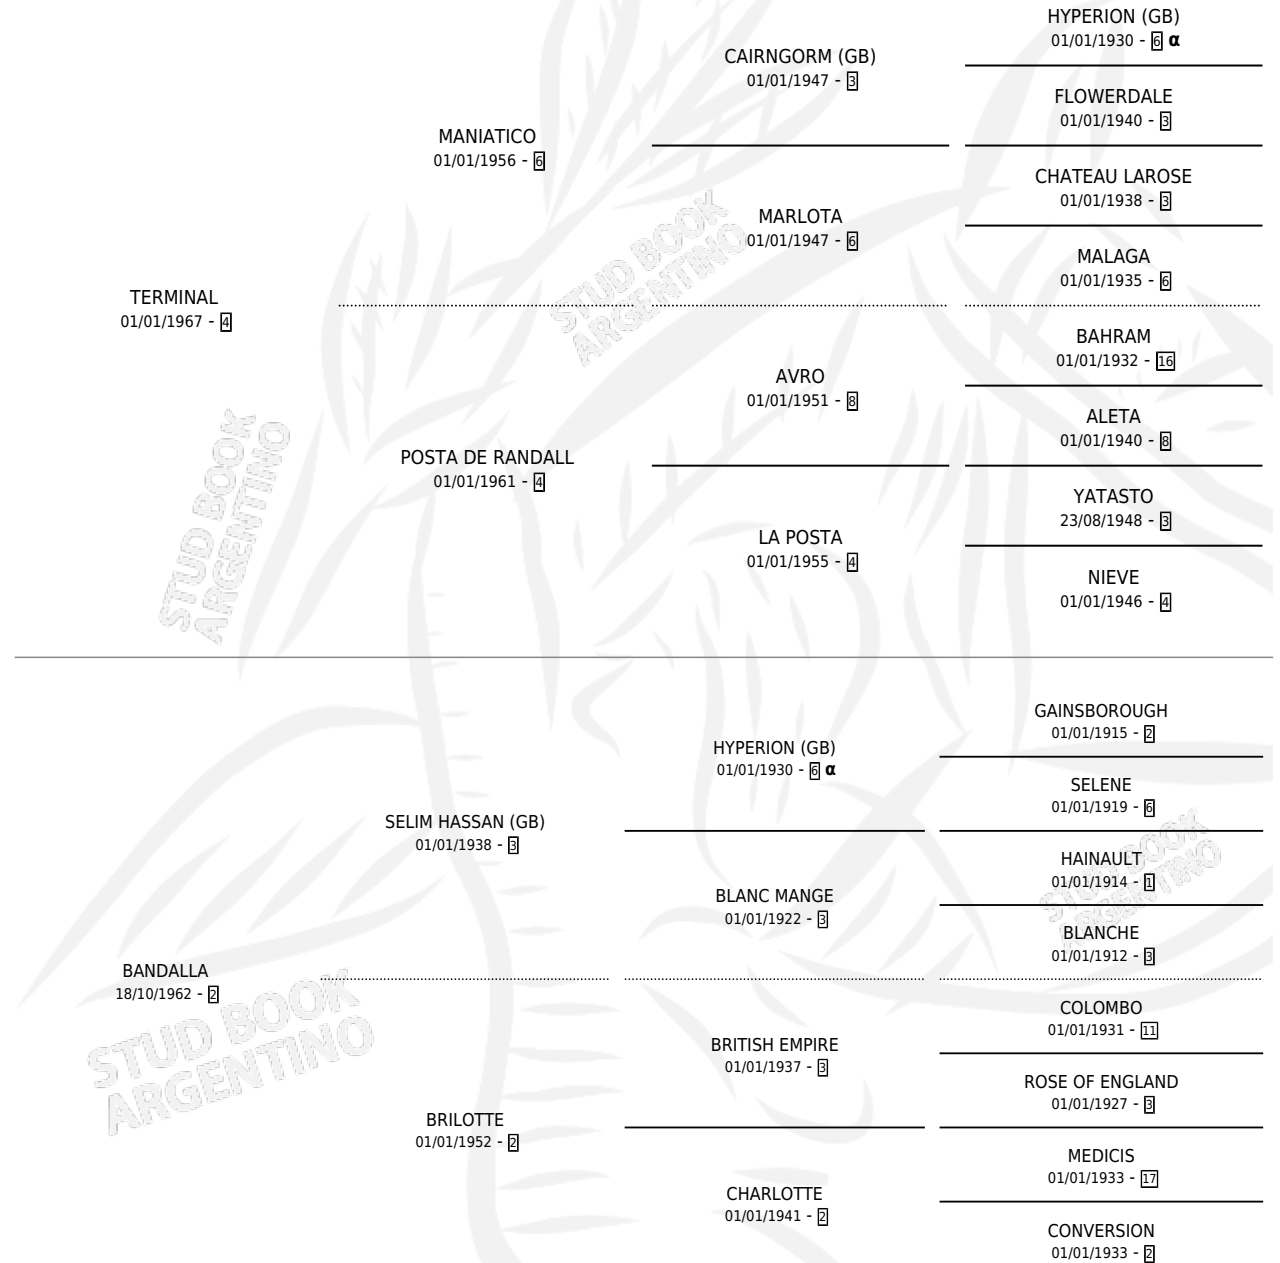 HYPERION (GB)
01/01/1930 - 6 α
CAIRNGORM (GB)
01/01/1947 - 3
FLOWERDALE
01/01/1940 - 3
MANIATICO
01/01/1956 - 6
CHATEAU LAROSE
01/01/1938 - 3
MARLOTA
01/01/1947 - 6
MALAGA
01/01/1935 - 6
TERMINAL
01/01/1967 - 4
BAHRAM
01/01/1932 - 16
AVRO
01/01/1951 - 8
ALETA
01/01/1940 - 8
POSTA DE RANDALL
01/01/1961 - 4
YATASTO
23/08/1948 - 3
LA POSTA
01/01/1955 - 4
NIEVE
01/01/1946 - 4
STUD BOOK
ARGENTINO
STUD BOOK
ARGENTINO
GAINSBOROUGH
01/01/1915 - 2
HYPERION (GB)
01/01/1930 - 6 α
SELENE
01/01/1919 - 6
SELIM HASSAN (GB)
01/01/1938 - 3
HAINAULT
01/01/1914 - 1
BLANC MANGE
01/01/1922 - 3
BLANCHE
01/01/1912 - 3
BANDALLA
18/10/1962 - 2
COLOMBO
01/01/1931 - 11
BRITISH EMPIRE
01/01/1937 - 3
ROSE OF ENGLAND
01/01/1927 - 3
BRILOTTE
01/01/1952 - 2
MEDICIS
01/01/1933 - 17
CHARLOTTE
01/01/1941 - 2
CONVERSION
01/01/1933 - 2
STUD BOOK
ARGENTINO
STUD BOOK
ARGENTINO